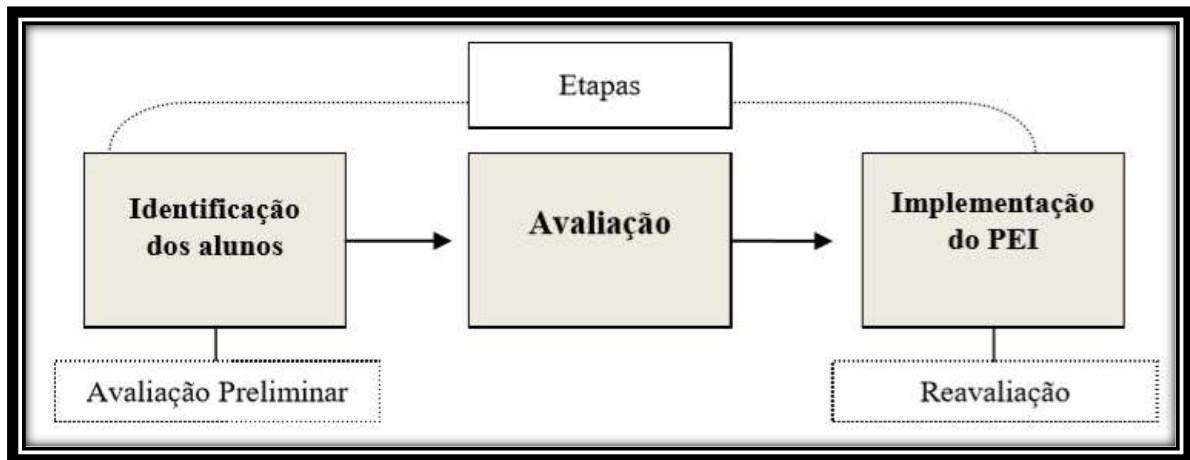 Etapas
Identificação
dos alunos
Avaliação
Implementação
do PEI
Avaliação Preliminar
Reavaliação